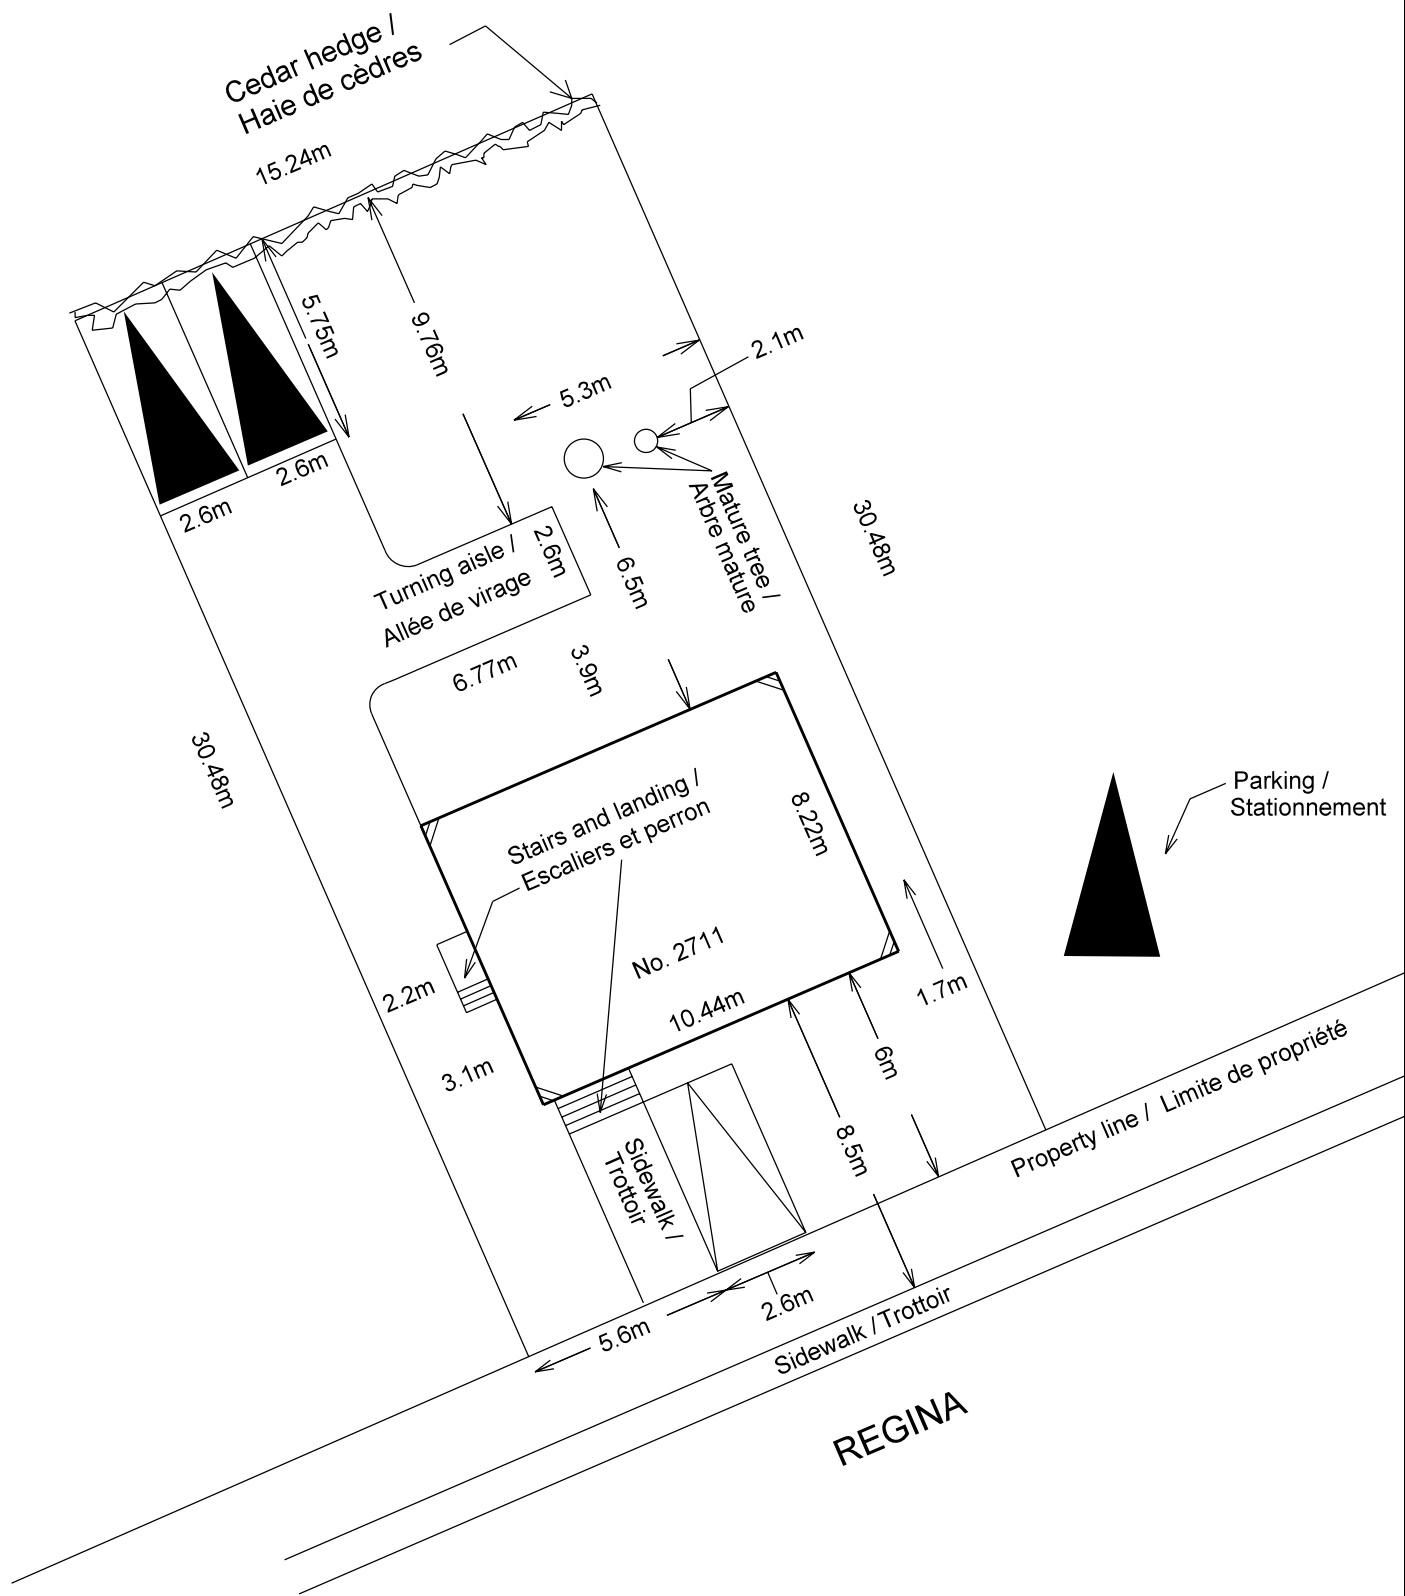 Cedar hedge /
Haie de cèdres
15.24m
5.75m
9.76m
2.1m
5.3m
2.6m
2.6m
Mature tree /
Arbre mature
30.48m
Turning aisle /
Allée de virage
2.6m
6.5m
6.77m
3.9m
30.48m
Stairs and landing /
Escaliers et perron
8.22m
Parking /
Stationnement
No. 2711
10.44m
2.2m
1.7m
3.1m
6m
8.5m
Sidewalk /
Trottoir
Property line / Limite de propriété
2.6m
5.6m
Sidewalk / Trottoir
REGINA